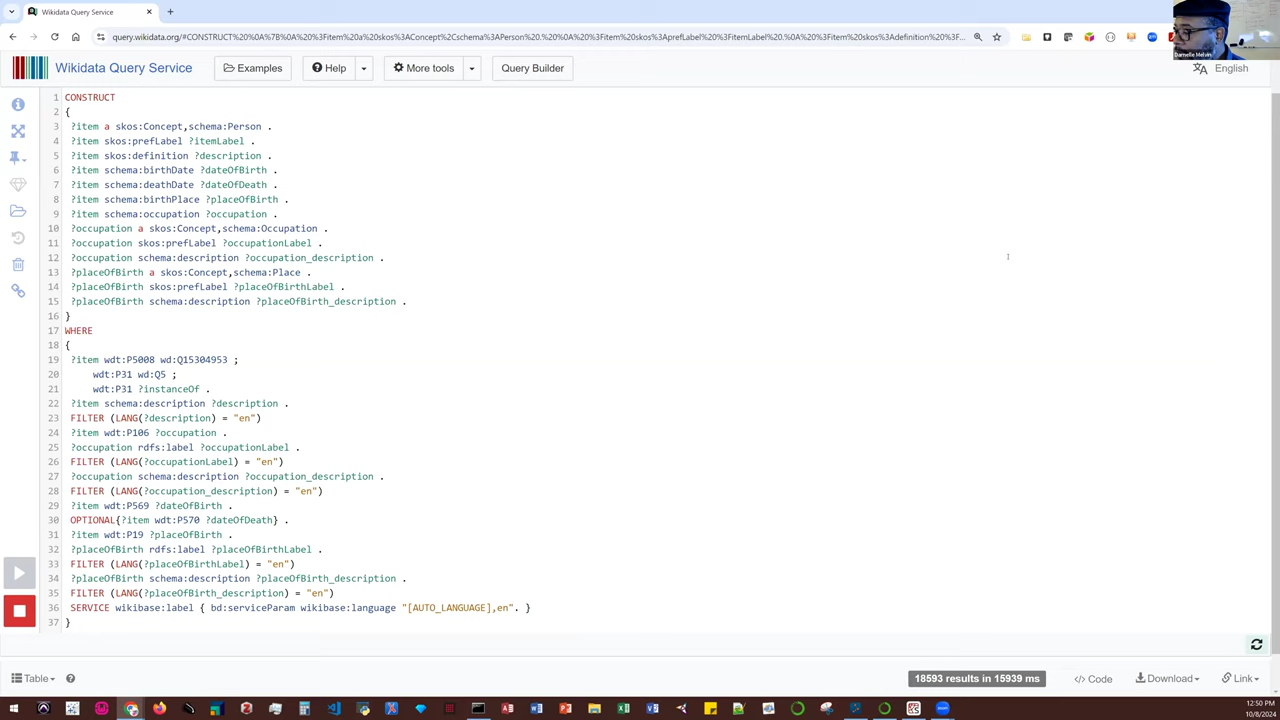 Wikidata Query Service
query.wikidata.org/#CONSTRUCT%20%0A%7B%0A%20%3Fitem%20a%20skos%3AConcept%2Cschema%3APerson%20.%20%0A%20%3Fitem%20skos%3AprefLabel%20%3FitemLabel%20.%0A%20%3Fitem%20skos%3Adefinition%20%3F...
Darnelle Melvin
Wikidata Query Service
Examples
Help
More tools
Query Builder
English
1 CONSTRUCT
2 {
3 ?item a skos:Concept,schema:Person .
4 ?item skos:prefLabel ?itemLabel .
5 ?item skos:definition ?description .
6 ?item schema:birthDate ?dateOfBirth .
7 ?item schema:deathDate ?dateOfDeath .
8 ?item schema:birthPlace ?placeOfBirth .
9 ?item schema:occupation ?occupation .
10 ?occupation a skos:Concept,schema:Occupation .
11 ?occupation skos:prefLabel ?occupationLabel .
12 ?occupation schema:description ?occupation_description .
13 ?placeOfBirth a skos:Concept,schema:Place .
14 ?placeOfBirth skos:prefLabel ?placeOfBirthLabel .
15 ?placeOfBirth schema:description ?placeOfBirth_description .
16 }
17 WHERE
18 {
19 ?item wdt:P5008 wd:Q15304953 ;
20 wdt:P31 wd:Q5 ;
21 wdt:P31 ?instanceOf .
22 ?item schema:description ?description .
23 FILTER (LANG(?description) = "en")
24 ?item wdt:P106 ?occupation .
25 ?occupation rdfs:label ?occupationLabel .
26 FILTER (LANG(?occupationLabel) = "en")
27 ?occupation schema:description ?occupation_description .
28 FILTER (LANG(?occupation_description) = "en")
29 ?item wdt:P569 ?dateOfBirth .
30 OPTIONAL{?item wdt:P570 ?dateOfDeath} .
31 ?item wdt:P19 ?placeOfBirth .
32 ?placeOfBirth rdfs:label ?placeOfBirthLabel .
33 FILTER (LANG(?placeOfBirthLabel) = "en")
34 ?placeOfBirth schema:description ?placeOfBirth_description .
35 FILTER (LANG(?placeOfBirth_description) = "en")
36 SERVICE wikibase:label { bd:serviceParam wikibase:language "[AUTO_LANGUAGE],en". }
37 }
Table
18593 results in 15939 ms
</> Code
Download
Link
12:50 PM
10/8/2024